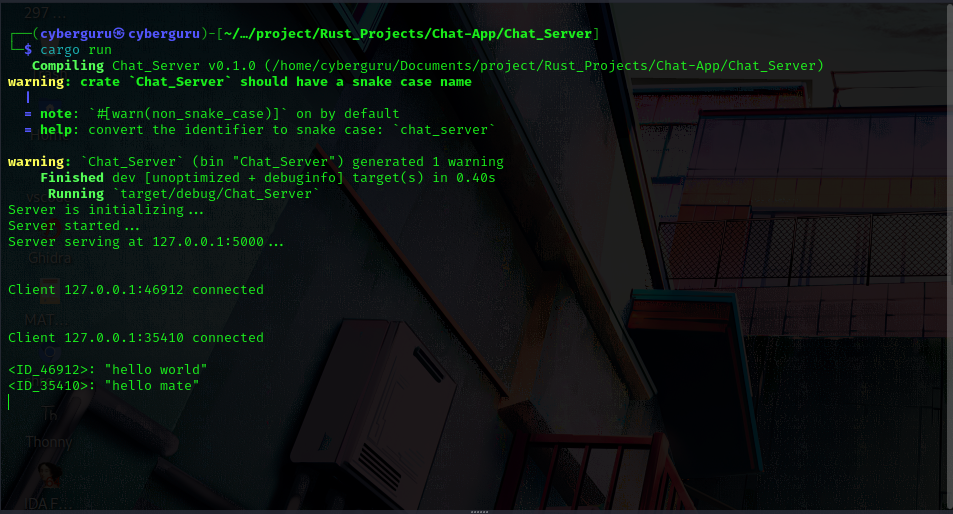 297...
┌──(cyberguru㉿cyberguru)-[~/…/project/Rust_Projects/Chat-App/Chat_Server]
└─$ cargo run
   Compiling Chat_Server v0.1.0 (/home/cyberguru/Documents/project/Rust_Projects/Chat-App/Chat_Server)
warning: crate `Chat_Server` should have a snake case name
  |
  = note: `#[warn(non_snake_case)]` on by default
  = help: convert the identifier to snake case: `chat_server`
warning: `Chat_Server` (bin "Chat_Server") generated 1 warning
    Finished dev [unoptimized + debuginfo] target(s) in 0.40s
     Running `target/debug/Chat_Server`
Server is initializing...
Server started...
Server serving at 127.0.0.1:5000...
Ghidra
Client 127.0.0.1:46912 connected
MAT...
Client 127.0.0.1:35410 connected
<ID_46912>: "hello world"
<ID_35410>: "hello mate"
Th
Thonny
IDA F...